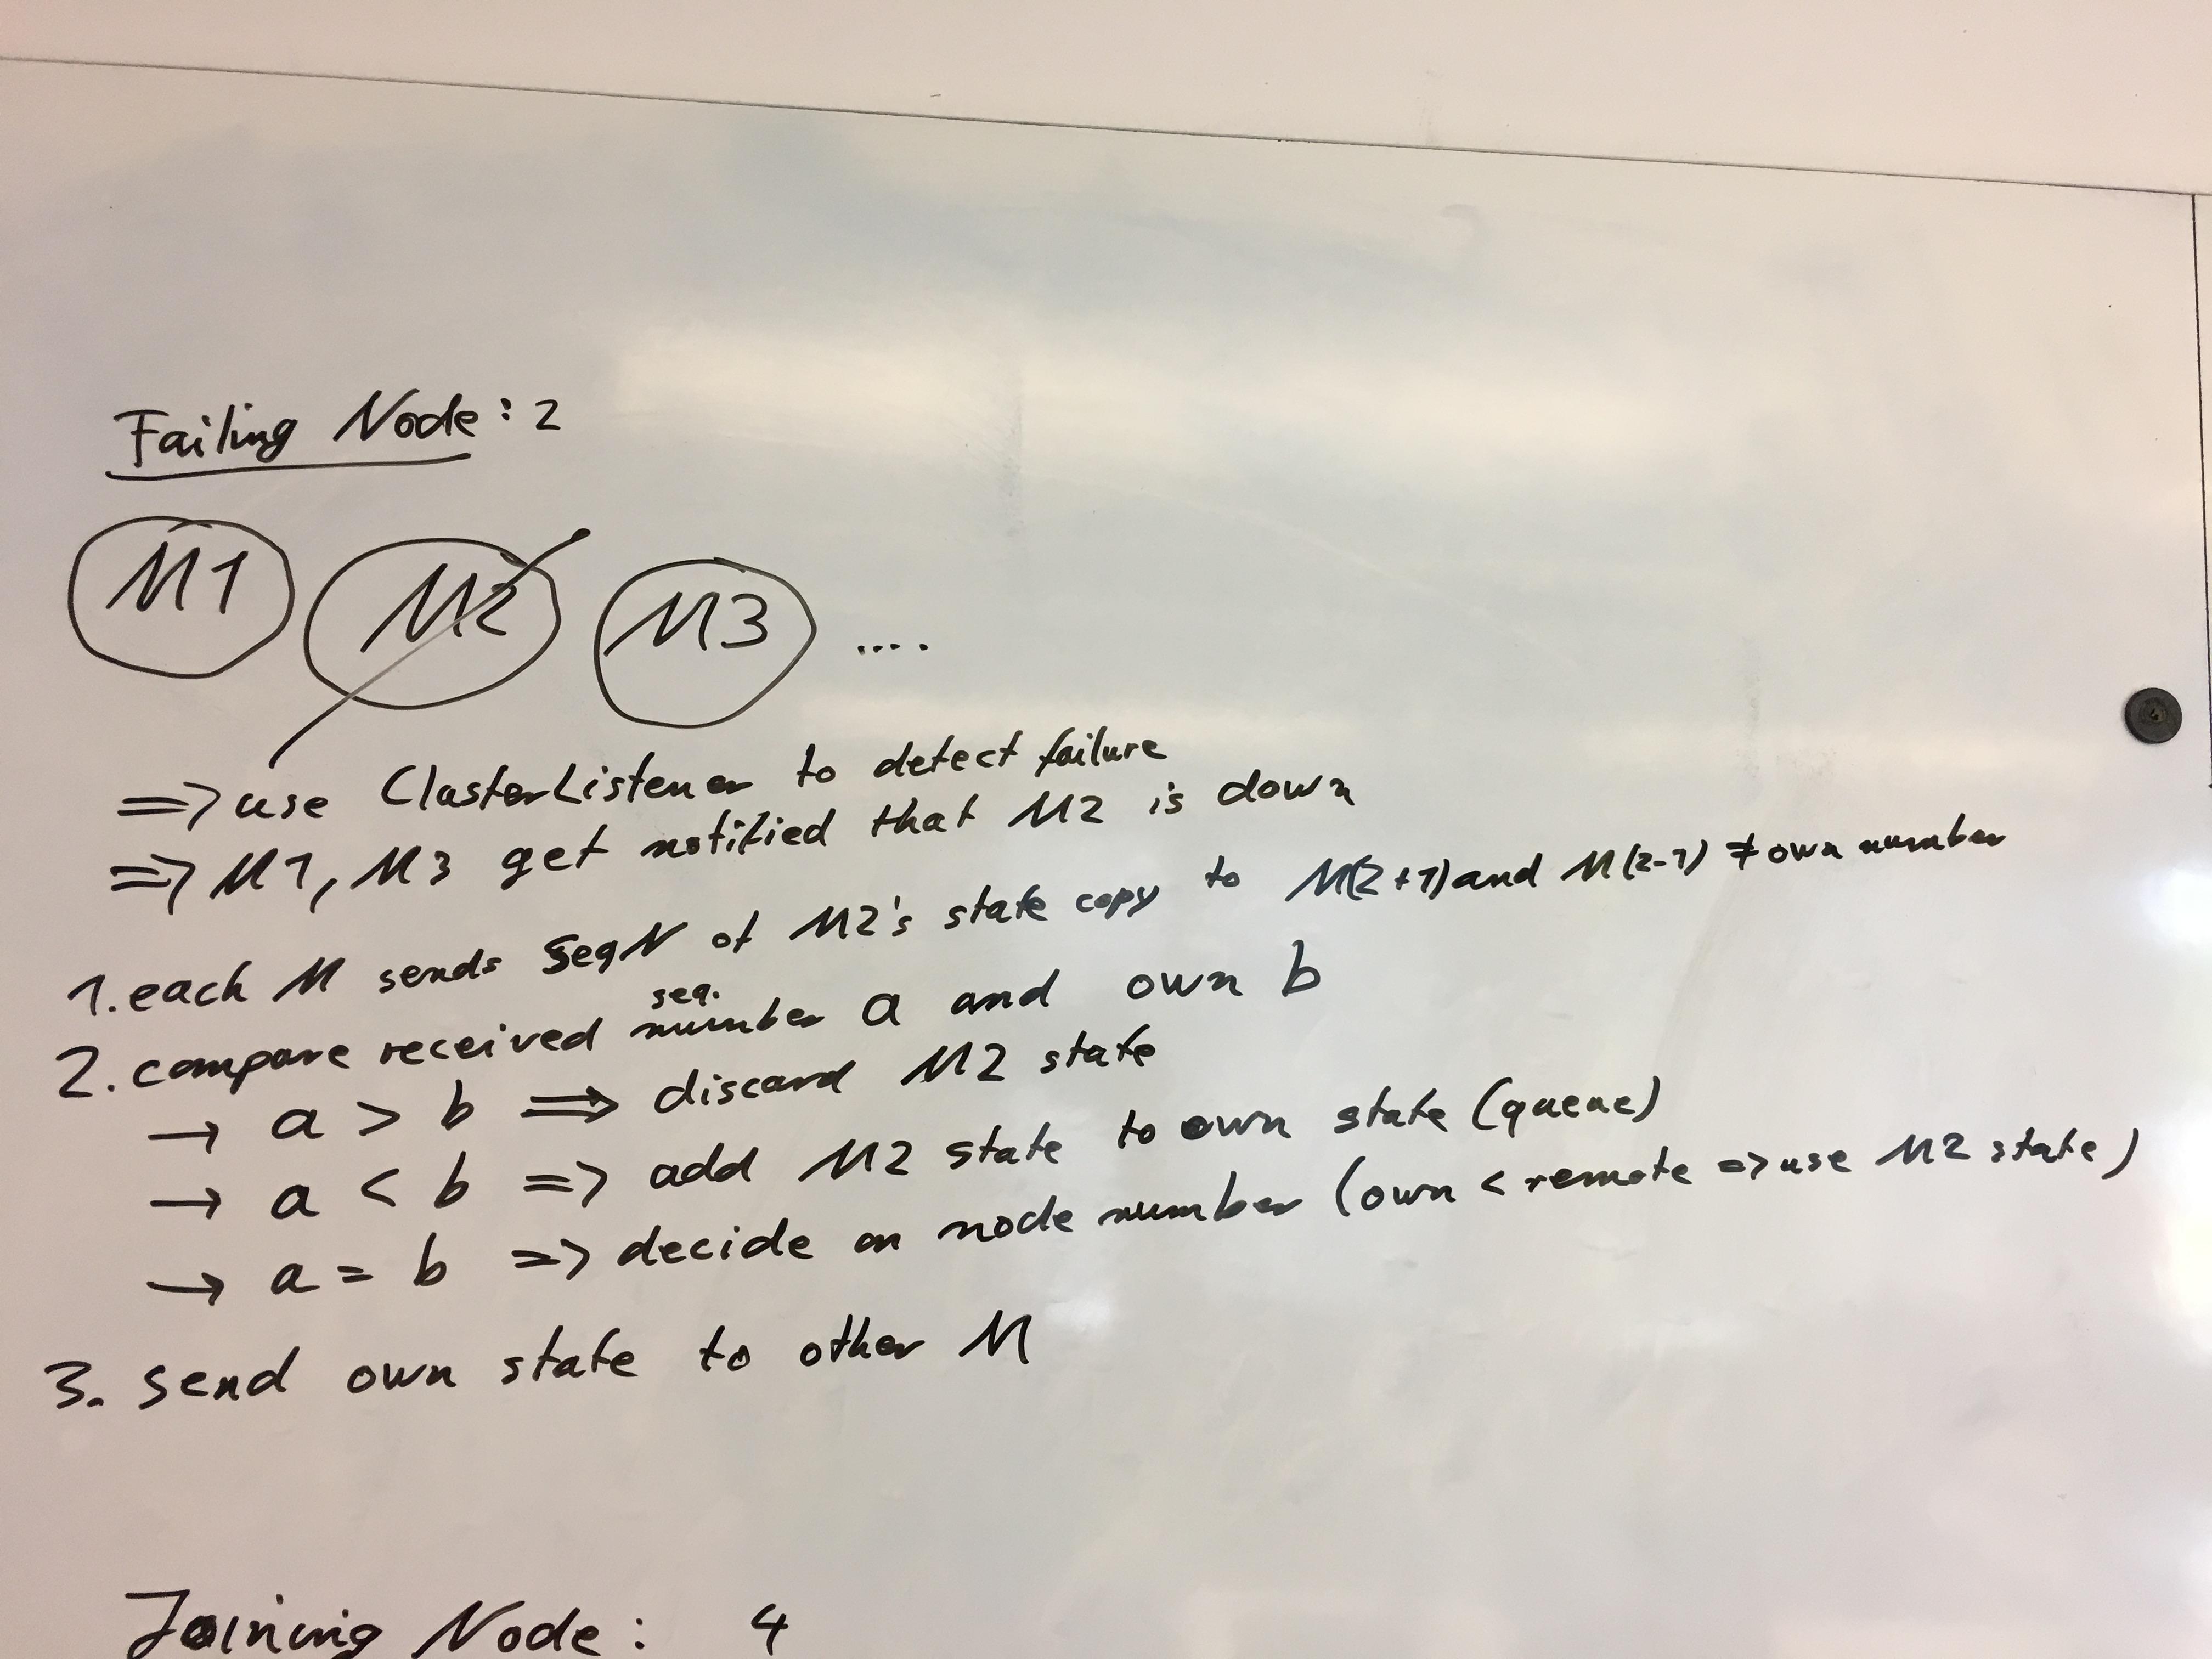 Failing Node: 2
M1 M2 M3 ....
=> use ClusterListener to detect failure
=> M1, M3 get notified that M2 is down
1. each M sends SeqN of M2's state copy to M(2+1) and M(2-1) ≠ own number
seq.
2. compare received number a and own b
→ a > b => discard M2 state
→ a < b => add M2 state to own state (queue)
→ a = b => decide on node number (own < remote => use M2 state)
3. send own state to other M
Joining Node: 4